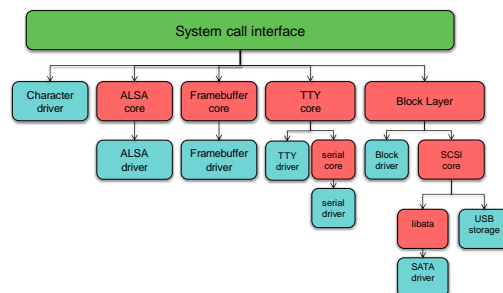 System call interface
Character
driver
ALSA
core
Framebuffer
core
TTY
core
Block Layer
ALSA
driver
Framebuffer
driver
TTY
driver
serial
core
Block
driver
SCSI
core
serial
driver
libata
USB
storage
SATA
driver